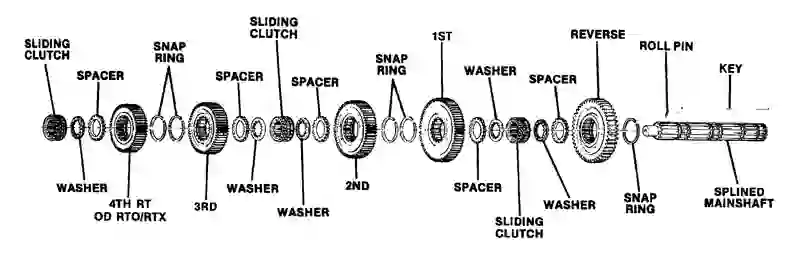 SLIDING
CLUTCH
SPACER
SNAP
RING
SPACER
SLIDING
CLUTCH
SPACER
SNAP
RING
1ST
WASHER
SPACER
REVERSE
ROLL PIN
KEY
WASHER
4TH RT
OD RTO/RTX
3RD
WASHER
WASHER
2ND
SPACER
SLIDING
CLUTCH
WASHER
SNAP
RING
SPLINED
MAINSHAFT